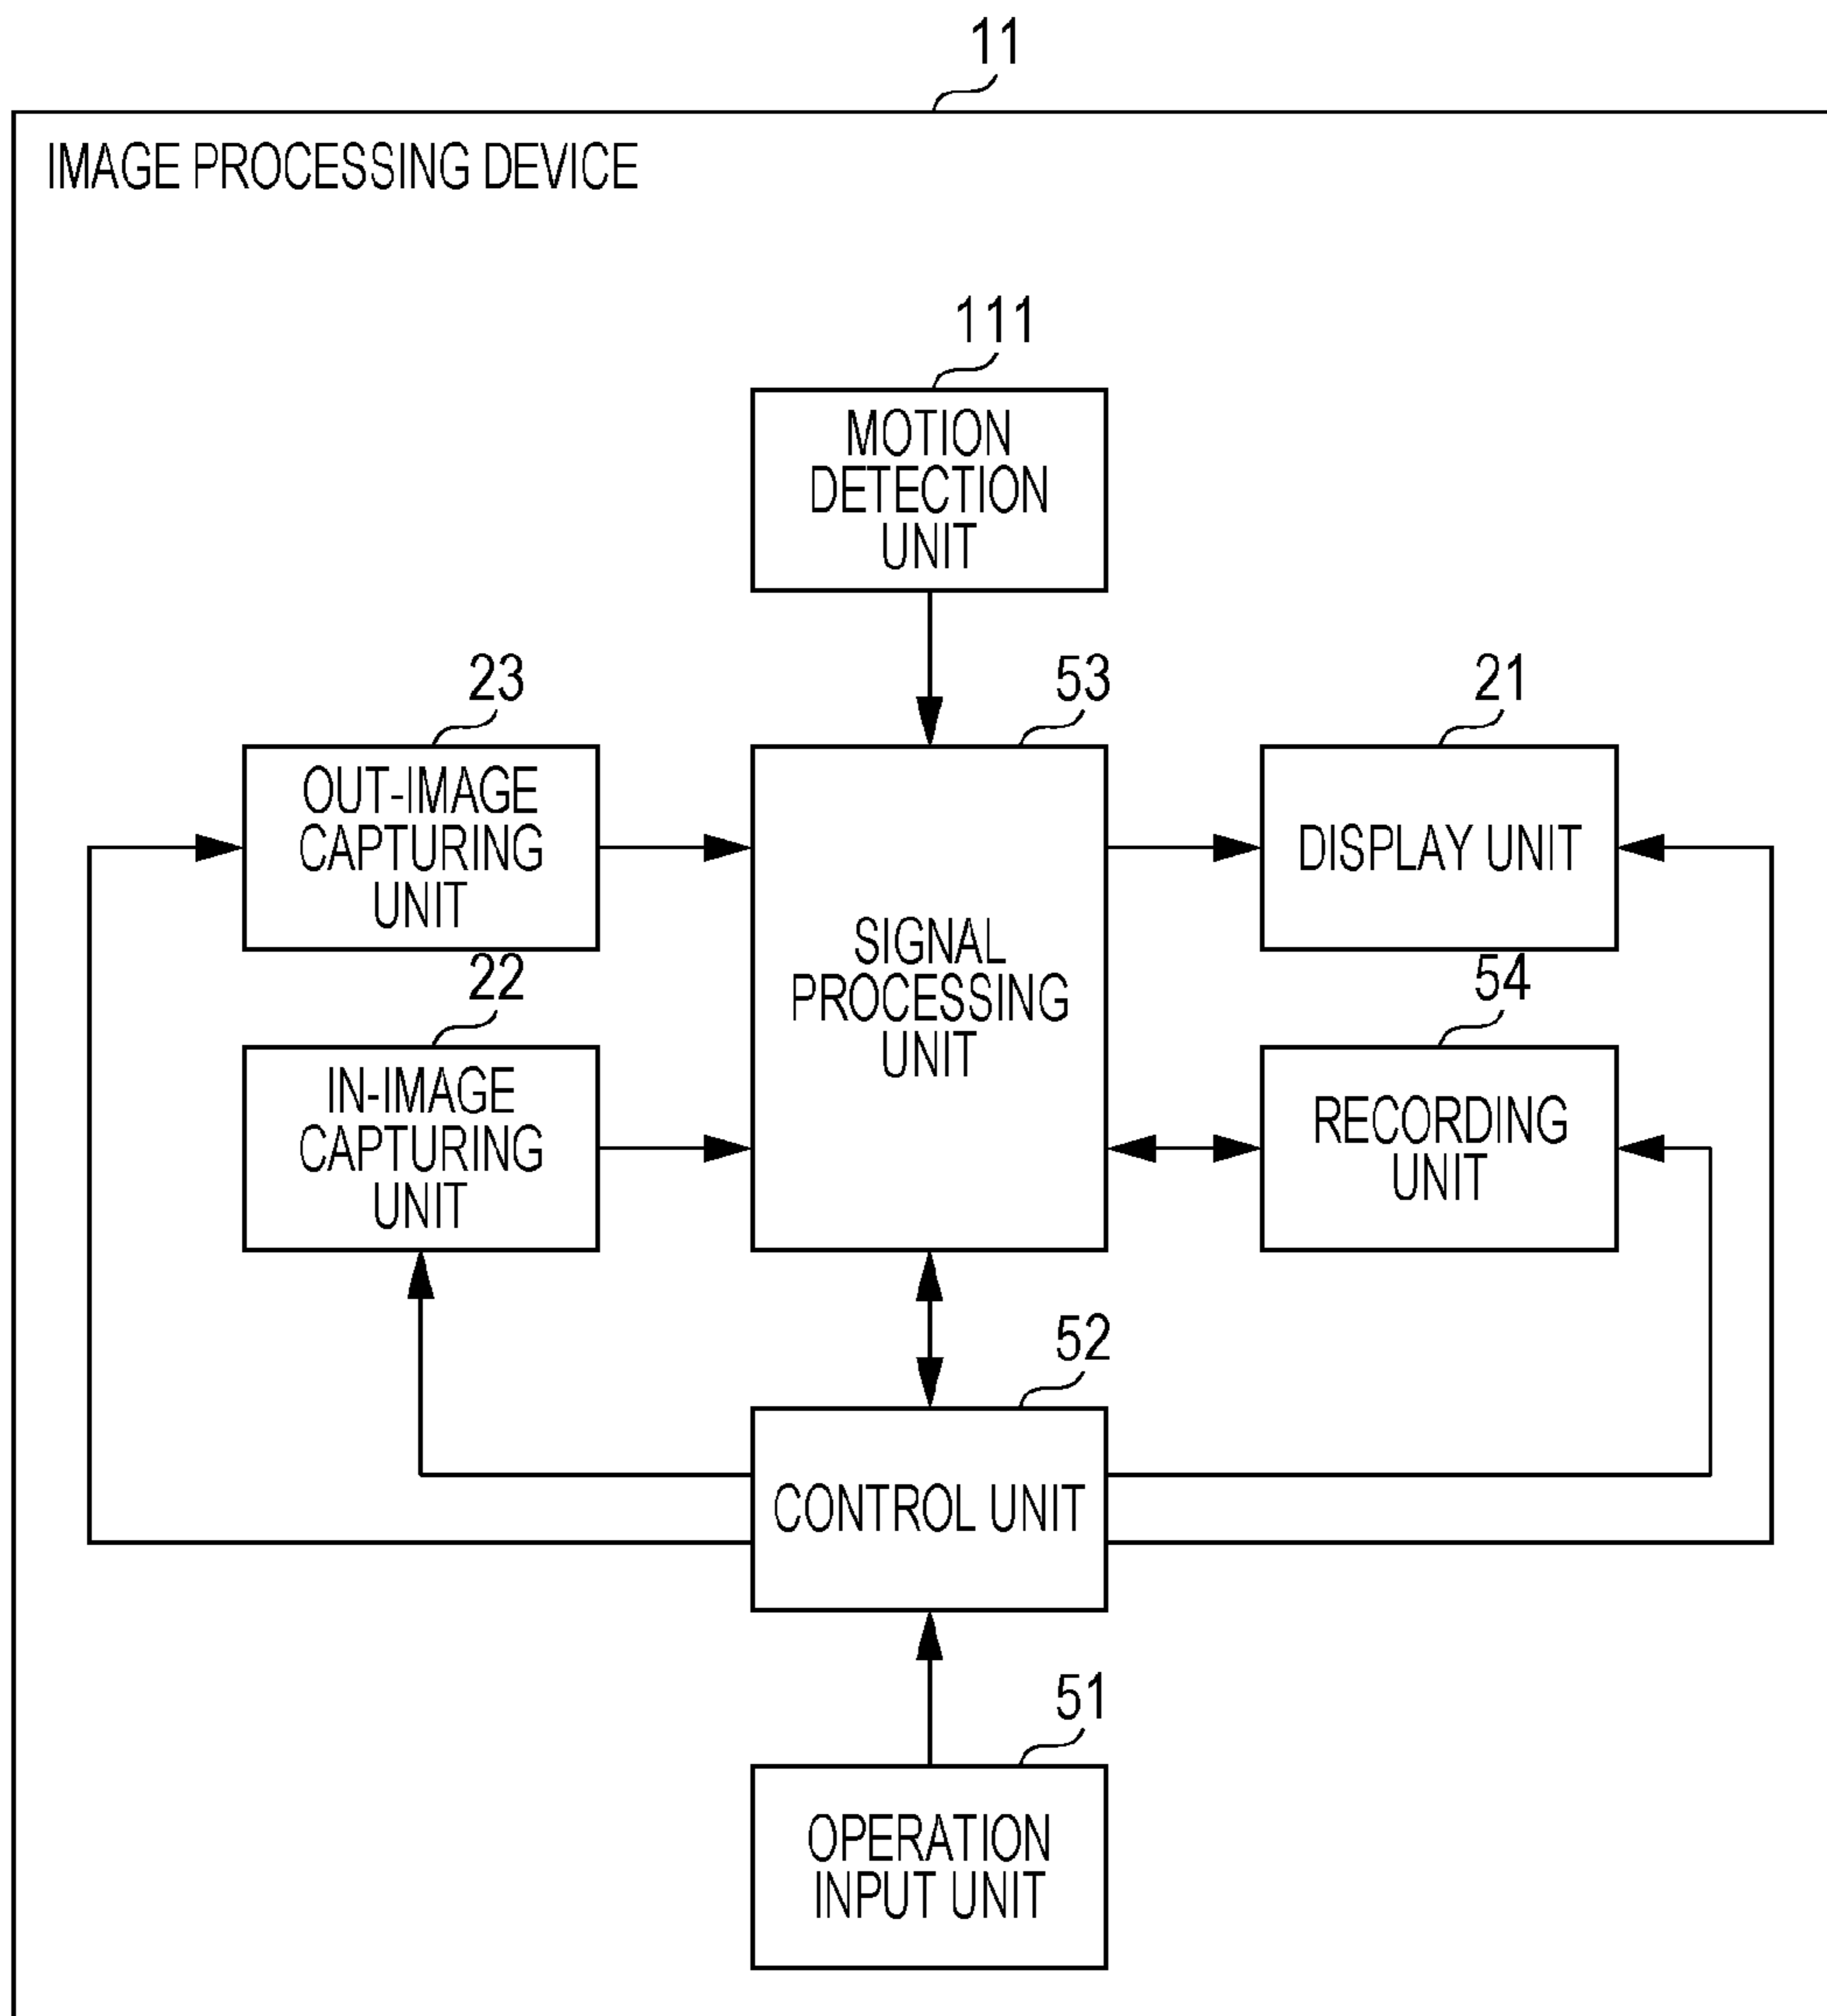 11
IMAGE PROCESSING DEVICE
111
MOTION
DETECTION
UNIT
23
53
21
OUT-IMAGE
CAPTURING
UNIT
DISPLAY UNIT
SIGNAL
PROCESSING
UNIT
22
54
IN-IMAGE
CAPTURING
UNIT
RECORDING
UNIT
52
CONTROL UNIT
51
OPERATION
INPUT UNIT